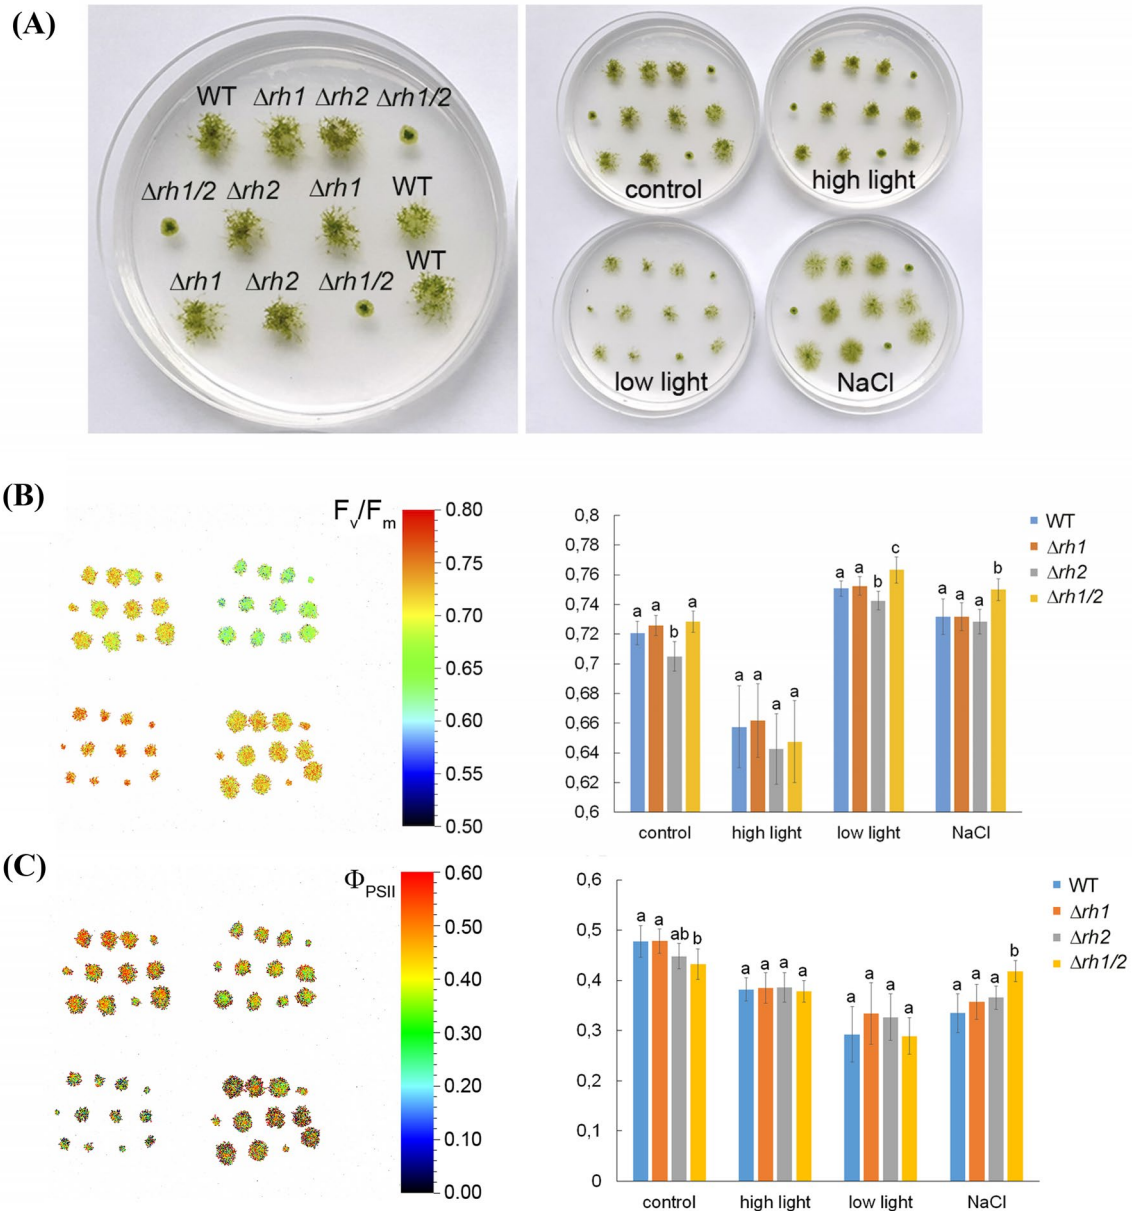 (A)
WT Δrh1 Δrh2 Δrh1/2
Δrh1/2 Δrh2 Δrh1 WT
Δrh1 Δrh2 Δrh1/2 WT
control
high light
low light
NaCl
(B)
Fv/Fm
0.80
0.75
0.70
0.65
0.60
0.55
0.50
0,8
0,78
0,76
0,74
0,72
0,7
0,68
0,66
0,64
0,62
0,6
a a b a
a a a a
a a b c
a a a b
control high light low light NaCl
WT
Δrh1
Δrh2
Δrh1/2
(C)
ΦPSII
0.60
0.50
0.40
0.30
0.20
0.10
0.00
0,6
0,5
0,4
0,3
0,2
0,1
0
a a ab b
a a a a
a a a a
a a a b
control high light low light NaCl
WT
Δrh1
Δrh2
Δrh1/2